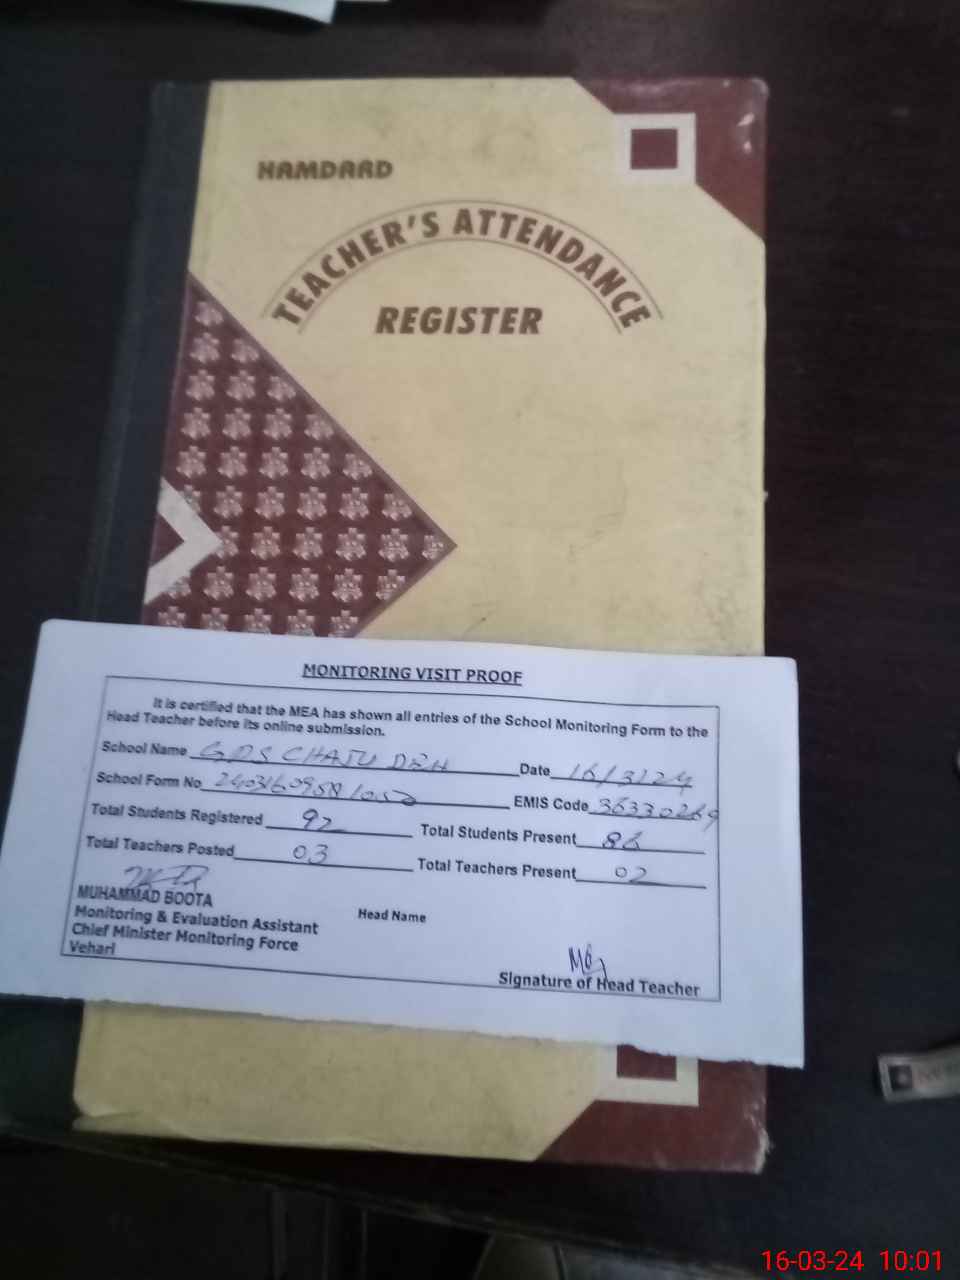 HAMDARD
TEACHER'S ATTENDANCE
REGISTER
MONITORING VISIT PROOF
It is certified that the MEA has shown all entries of the School Monitoring Form to the
Head Teacher before its online submission.
School Name GDS CHAJU DEH Date 16/3/24
School Form No EMIS Code 36330269
Total Students Registered 92 Total Students Present 86
Total Teachers Posted 03 Total Teachers Present 02
MUHAMMAD BOOTA
Monitoring & Evaluation Assistant Head Name
Chief Minister Monitoring Force
Vehari
Signature of Head Teacher
16-03-24 10:01